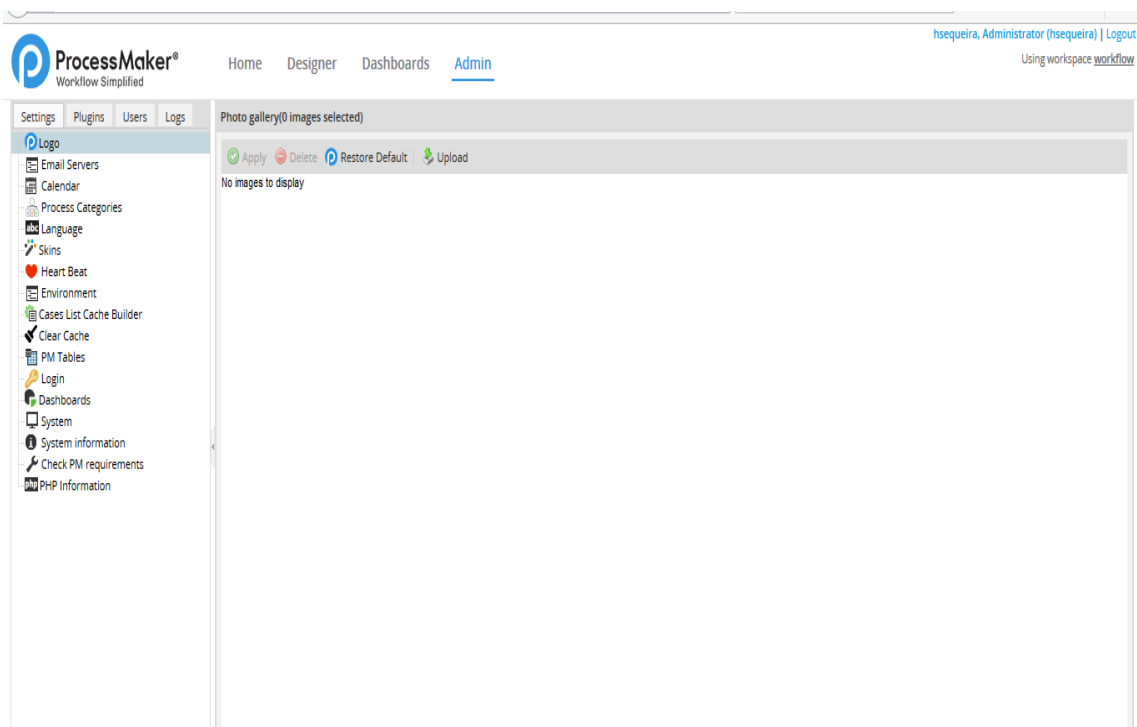 hsequeira, Administrator (hsequeira) | Logout
ProcessMaker®
Workflow Simplified
Home Designer Dashboards Admin
Using workspace workflow
Settings Plugins Users Logs
Photo gallery(0 images selected)
Logo
Email Servers
Calendar
Process Categories
abc Language
Skins
Heart Beat
Environment
Cases List Cache Builder
Clear Cache
PM Tables
Login
Dashboards
System
System information
Check PM requirements
php PHP Information
Apply Delete Restore Default Upload
No images to display